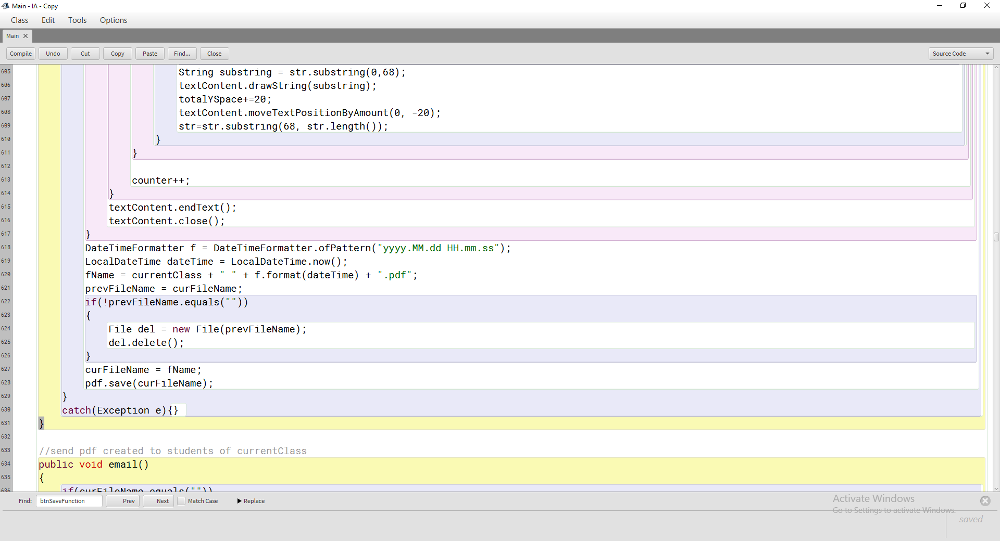 Main - IA - Copy
Class Edit Tools Options
Main
Compile Undo Cut Copy Paste Find... Close Source Code
605 String substring = str.substring(0,68);
606 textContent.drawString(substring);
607 totalYSpace+=20;
608 textContent.moveTextPositionByAmount(0, -20);
609 str=str.substring(68, str.length());
610 }
611 }
612
613 counter++;
614 }
615 textContent.endText();
616 textContent.close();
617 }
618 DateTimeFormatter f = DateTimeFormatter.ofPattern("yyyy.MM.dd HH.mm.ss");
619 LocalDateTime dateTime = LocalDateTime.now();
620 fName = currentClass + " " + f.format(dateTime) + ".pdf";
621 prevFileName = curFileName;
622 if(!prevFileName.equals(""))
623 {
624 File del = new File(prevFileName);
625 del.delete();
626 }
627 curFileName = fName;
628 pdf.save(curFileName);
629 }
630 catch(Exception e){}
631 }
632
633 //send pdf created to students of currentClass
634 public void email()
635 {
636 if(curFileName.equals(""))
Find: btnSaveFunction Prev Next Match Case Replace
Activate Windows
Go to Settings to activate Windows.
saved